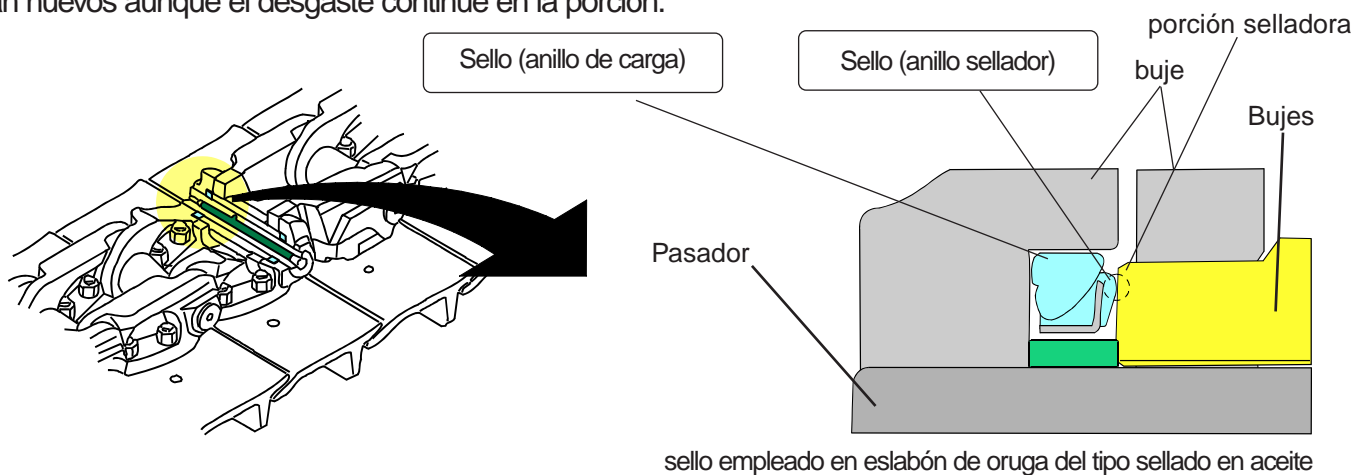 an nuevos aunque el desgaste continúe en la porción.
porción selladora
Sello (anillo de carga)
Sello (anillo sellador)
buje
Bujes
Pasador
sello empleado en eslabón de oruga del tipo sellado en aceite